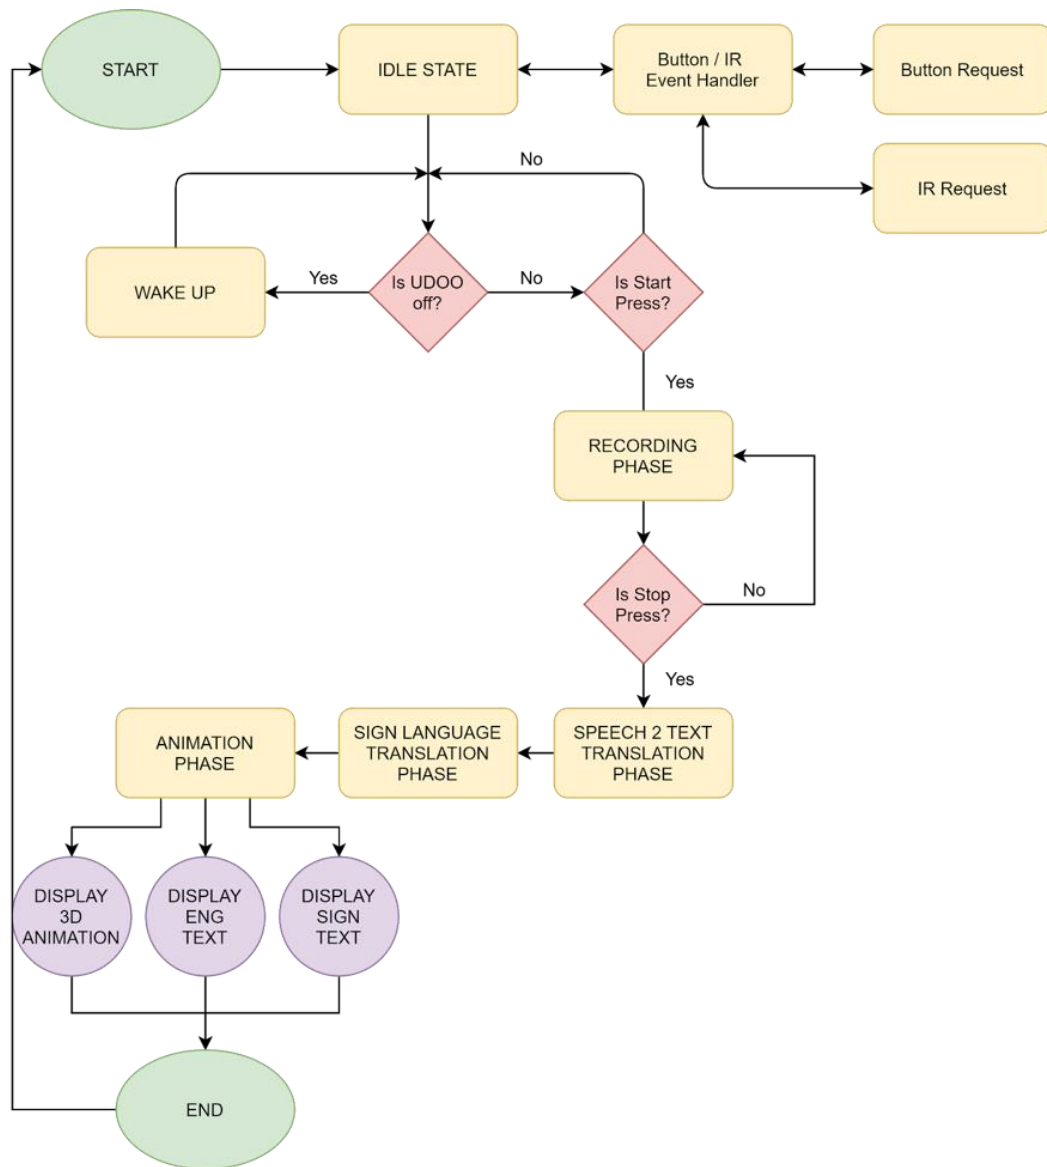 START
IDLE STATE
Button / IR
Event Handler
Button Request
No
IR Request
WAKE UP
Yes
Is UDOO
off?
No
Is Start
Press?
Yes
RECORDING
PHASE
Is Stop
Press?
No
Yes
ANIMATION
PHASE
SIGN LANGUAGE
TRANSLATION
PHASE
SPEECH 2 TEXT
TRANSLATION
PHASE
DISPLAY
3D
ANIMATION
DISPLAY
ENG
TEXT
DISPLAY
SIGN
TEXT
END